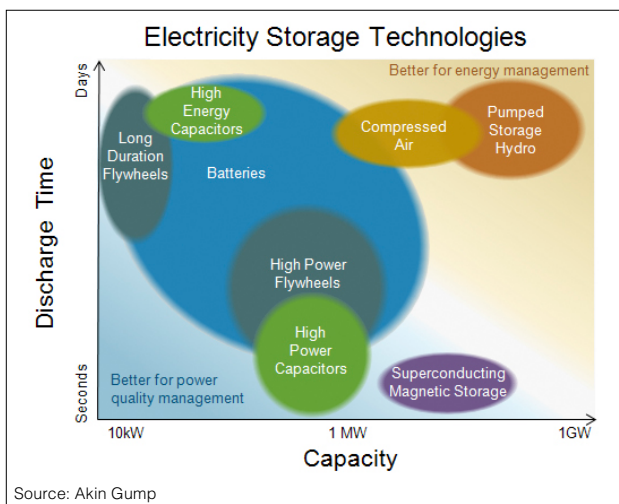 Electricity Storage Technologies
Better for energy management
Days
Discharge Time
Seconds
High
Energy
Capacitors
Long
Duration
Flywheels
Batteries
Compressed
Air
Pumped
Storage
Hydro
High Power
Flywheels
High
Power
Capacitors
Superconducting
Magnetic Storage
Better for power
quality management
10kW
1 MW
1GW
Capacity
Source: Akin Gump